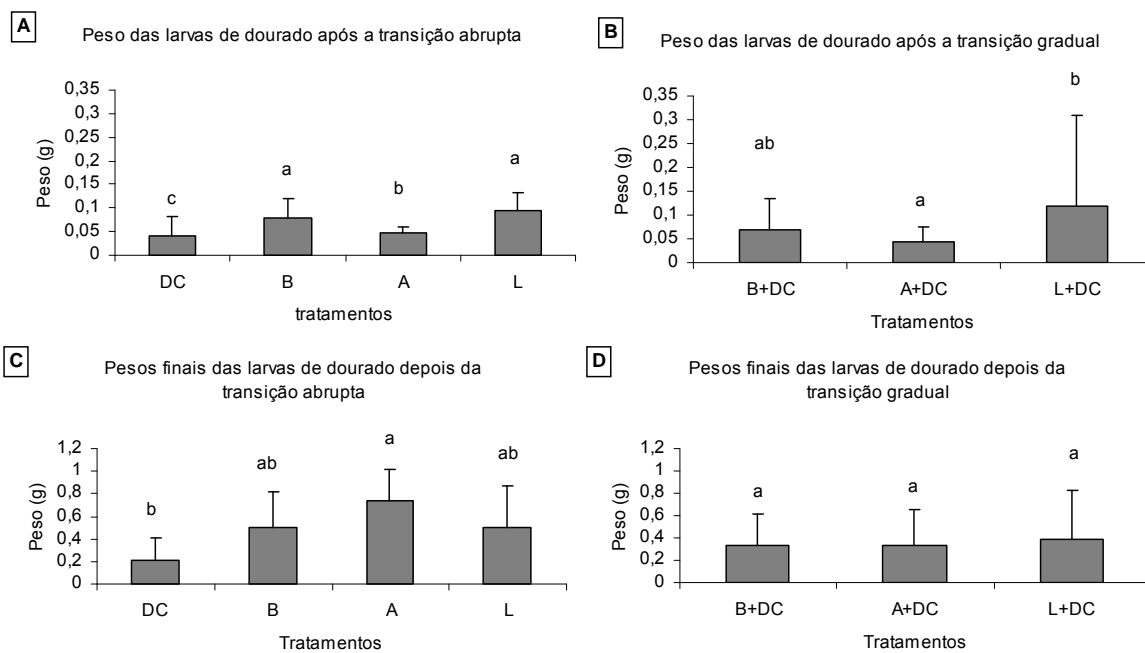 A
Peso das larvas de dourado após a transição abrupta
0,35
0,3
0,25
0,2
0,15
0,1
0,05
0
Peso (g)
c
a
b
a
DC
B
A
L
tratamentos
B
Peso das larvas de dourado após a transição gradual
0,35
0,3
0,25
0,2
0,15
0,1
0,05
0
Peso (g)
ab
a
b
B+DC
A+DC
L+DC
Tratamentos
C
Pesos finais das larvas de dourado depois da
transição abrupta
1,2
1
0,8
0,6
0,4
0,2
0
Peso (g)
b
ab
a
ab
DC
B
A
L
Tratamentos
D
Pesos finais das larvas de dourado depois da
transição gradual
1,2
1
0,8
0,6
0,4
0,2
0
Peso (g)
a
a
a
B+DC
A+DC
L+DC
Tratamentos